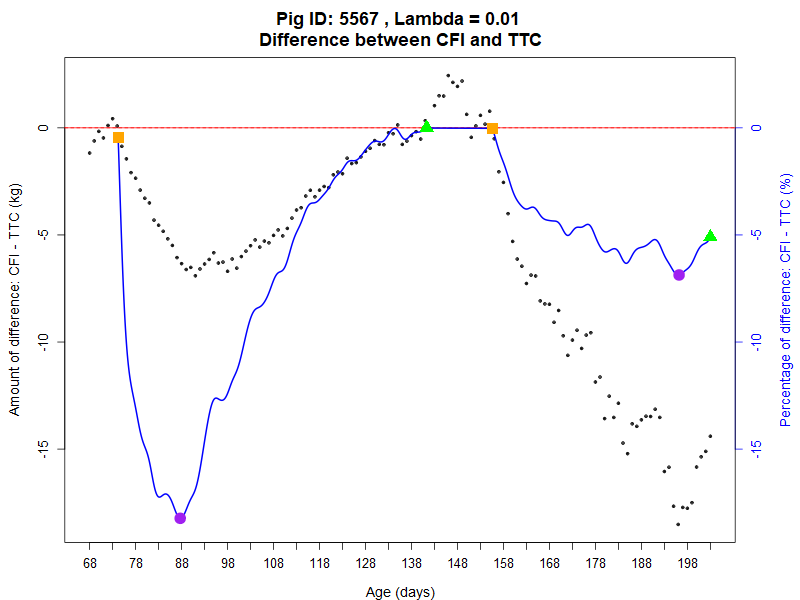 Pig ID: 5567 , Lambda = 0.01
Difference between CFI and TTC
Amount of difference: CFI - TTC (kg)
0
-5
-10
-15
0
-5
-10
-15
Percentage of difference: CFI - TTC (%)
68 78 88 98 108 118 128 138 148 158 168 178 188 198
Age (days)